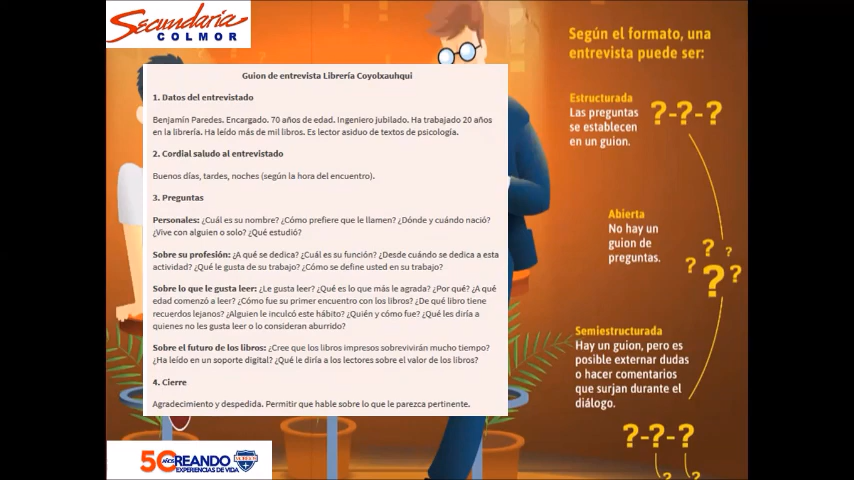 Secundaria
COLMOR
Guion de entrevista Librería Coyolxauhqui
1. Datos del entrevistado
Benjamín Paredes. Encargado. 70 años de edad. Ingeniero jubilado. Ha trabajado 20 años
en la librería. Ha leído más de mil libros. Es lector asiduo de textos de psicología.
2. Cordial saludo al entrevistado
Buenos días, tardes, noches (según la hora del encuentro).
3. Preguntas
Personales: ¿Cuál es su nombre? ¿Cómo prefiere que le llamen? ¿Dónde y cuándo nació?
¿Vive con alguien o solo? ¿Qué estudió?
Sobre su profesión: ¿A qué se dedica? ¿Cuál es su función? ¿Desde cuándo se dedica a esta
actividad? ¿Qué le gusta de su trabajo? ¿Cómo se define usted en su trabajo?
Sobre lo que le gusta leer: ¿Le gusta leer? ¿Qué es lo que más le agrada? ¿Por qué? ¿A qué
edad comenzó a leer? ¿Cómo fue su primer encuentro con los libros? ¿De qué libro tiene
recuerdos lejanos? ¿Alguien le inculcó este hábito? ¿Quién y cómo fue? ¿Qué les diría a
quienes no les gusta leer o lo consideran aburrido?
Sobre el futuro de los libros: ¿Cree que los libros impresos sobrevivirán mucho tiempo?
¿Ha leído en un soporte digital? ¿Qué le diría a los lectores sobre el valor de los libros?
4. Cierre
Agradecimiento y despedida. Permitir que hable sobre lo que le parezca pertinente.
Según el formato, una
entrevista puede ser:
Estructurada
Las preguntas
se establecen
en un guion.
?-?-?
Abierta
No hay un
guion de
preguntas.
? ? ? ? ?
Semiestructurada
Hay un guion, pero es
posible externar dudas
o hacer comentarios
que surjan durante el
diálogo.
?-?-?
? ?
50 AÑOS
CREANDO
EXPERIENCIAS DE VIDA